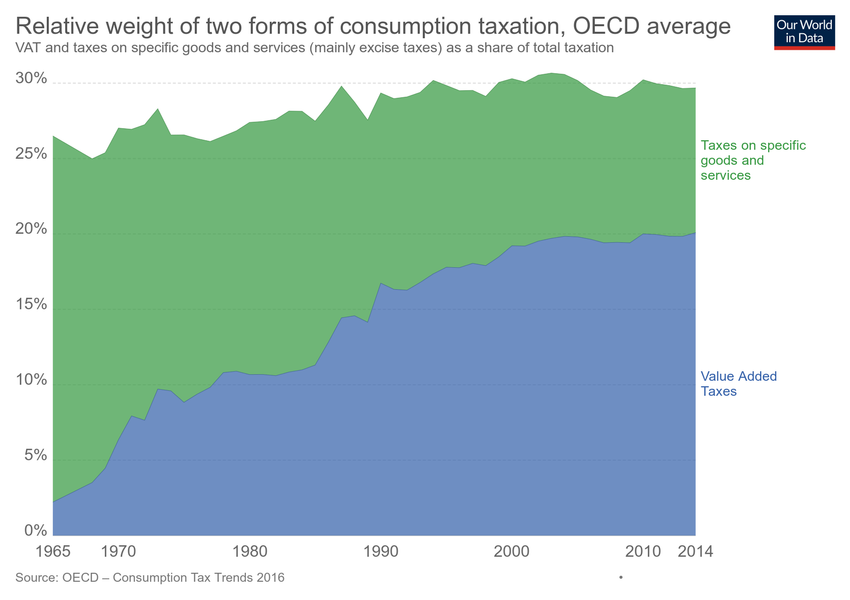 Relative weight of two forms of consumption taxation, OECD average
VAT and taxes on specific goods and services (mainly excise taxes) as a share of total taxation
Our World
in Data
30%
25%
20%
15%
10%
5%
0%
Taxes on specific
goods and
services
Value Added
Taxes
1965 1970 1980 1990 2000 2010 2014
Source: OECD – Consumption Tax Trends 2016